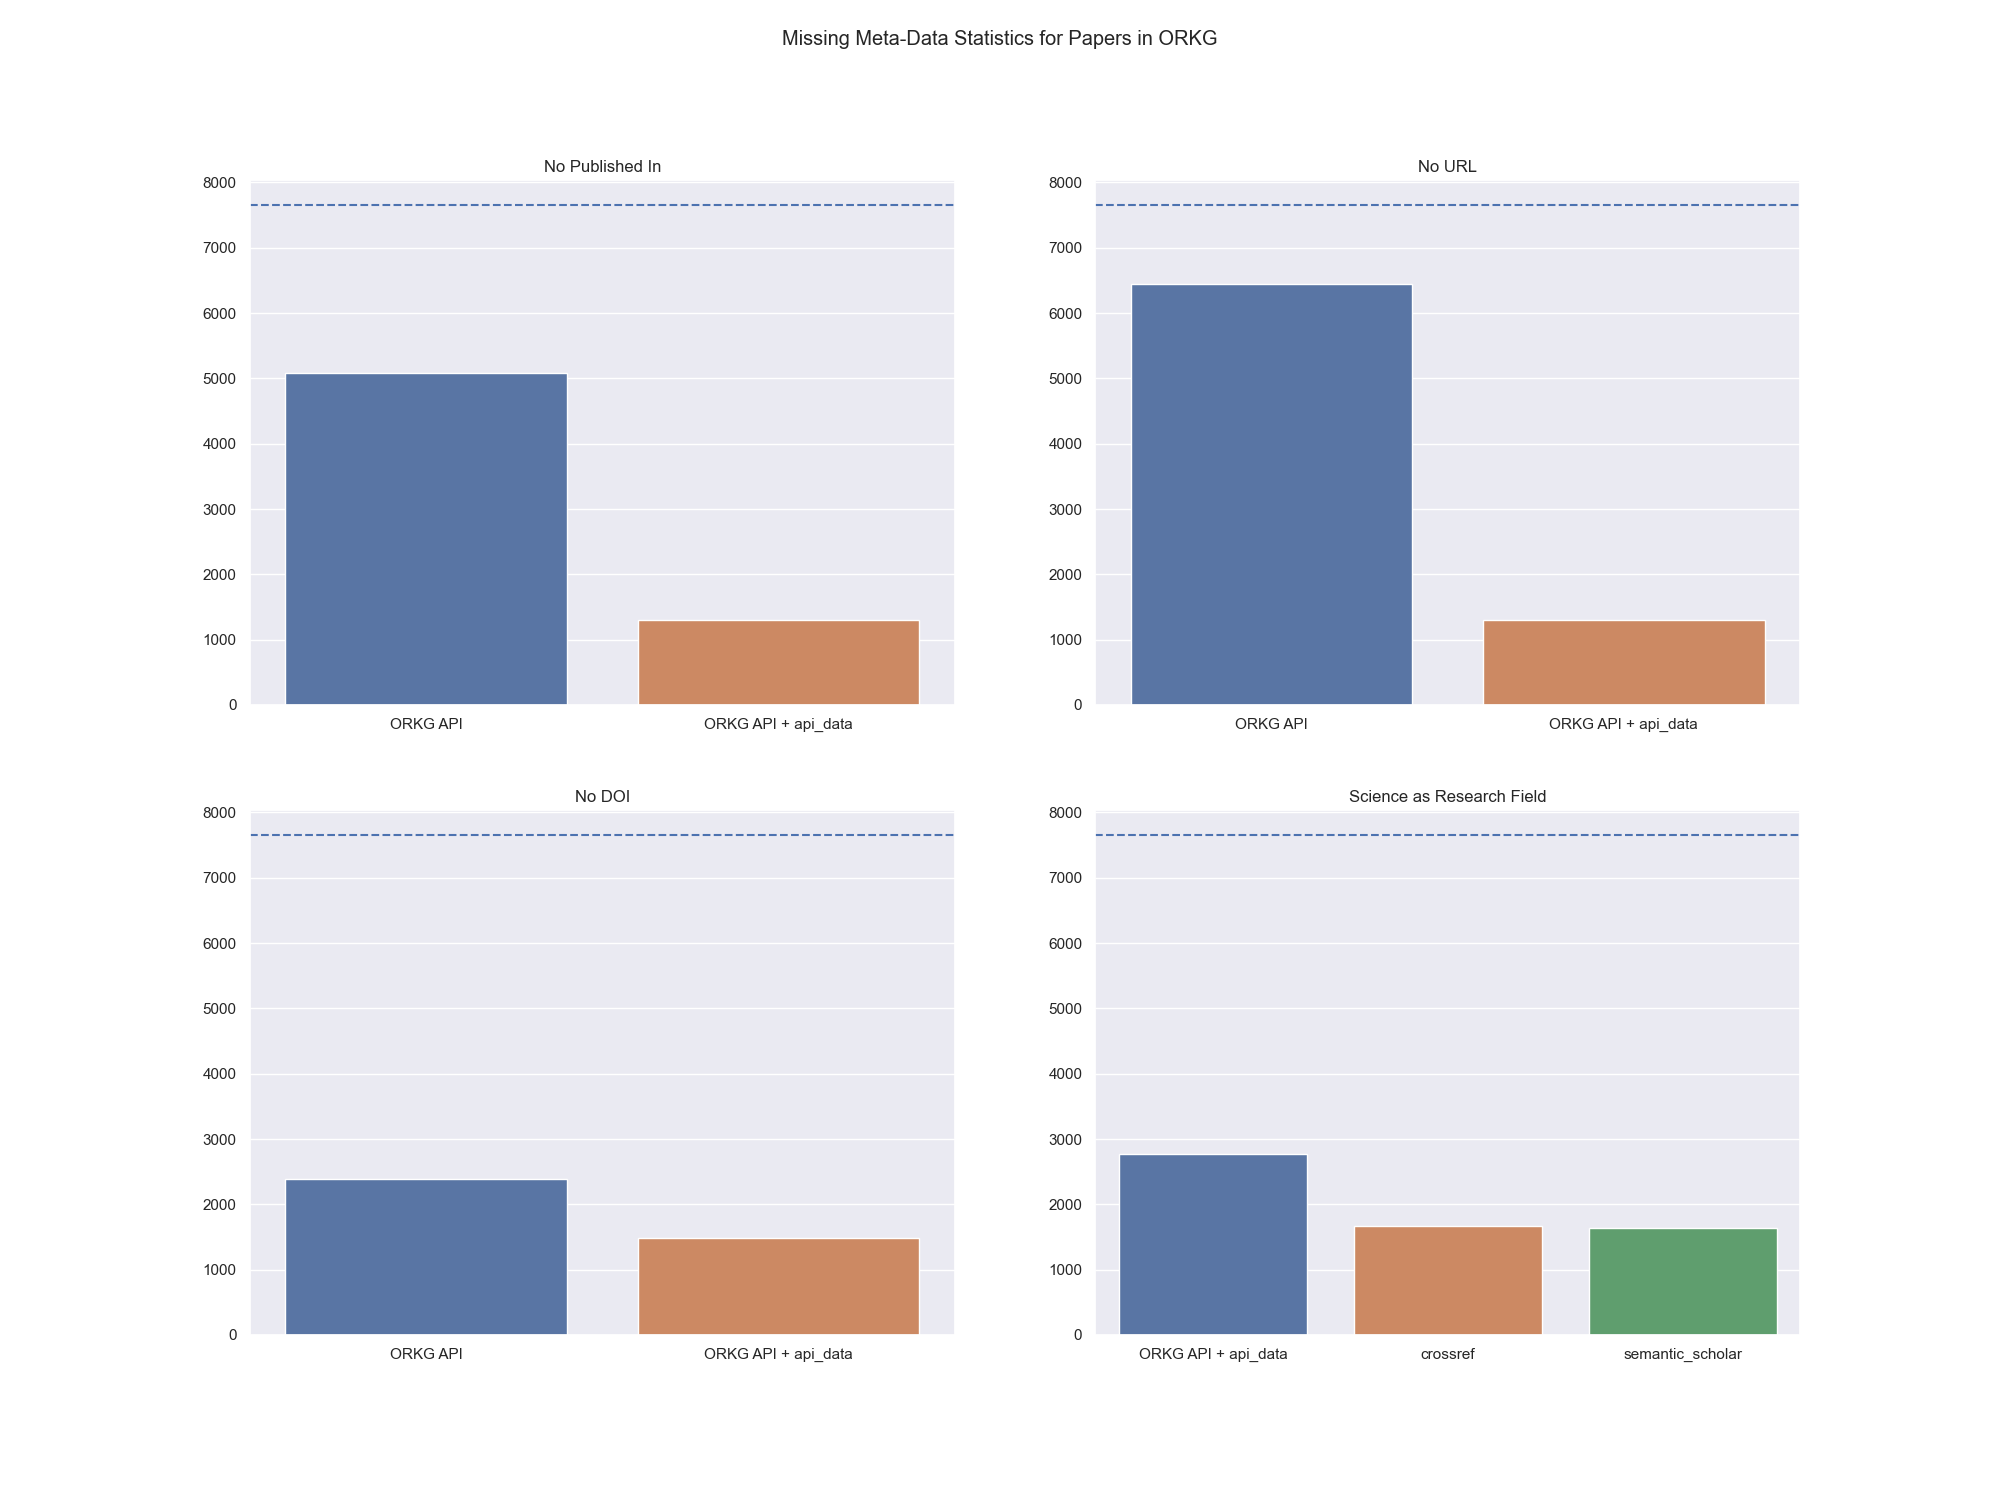 Missing Meta-Data Statistics for Papers in ORKG
No Published In
8000
7000
6000
5000
4000
3000
2000
1000
0
ORKG API
ORKG API + api_data
No URL
8000
7000
6000
5000
4000
3000
2000
1000
0
ORKG API
ORKG API + api_data
No DOI
8000
7000
6000
5000
4000
3000
2000
1000
0
ORKG API
ORKG API + api_data
Science as Research Field
8000
7000
6000
5000
4000
3000
2000
1000
0
ORKG API + api_data
crossref
semantic_scholar